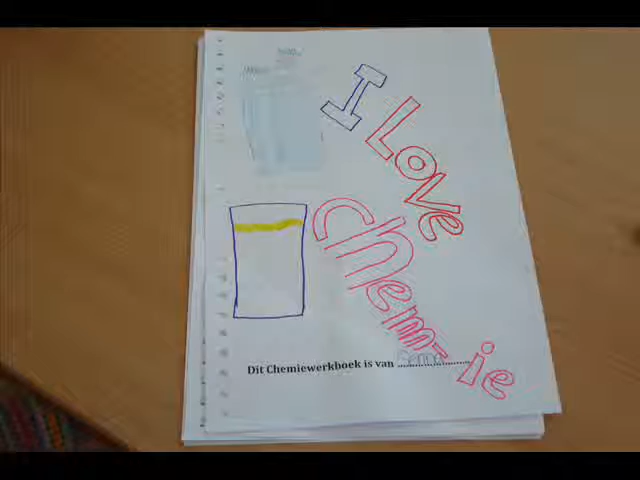 I
Love
chem-
ie
Dit Chemiewerkboek is van ..................